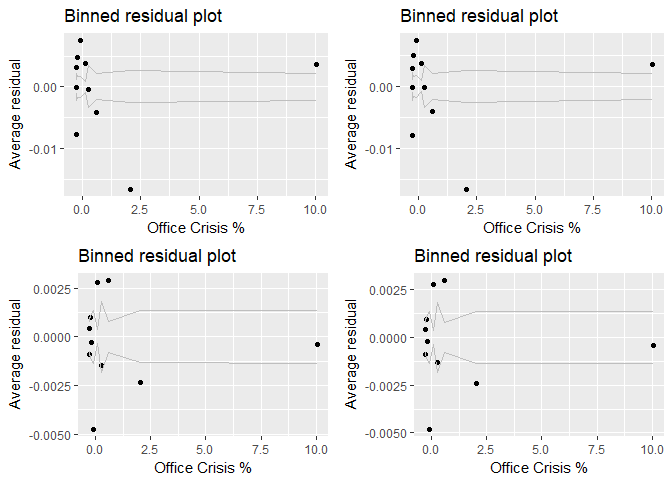 Binned residual plot
Average residual
0.00
-0.01
0.0 2.5 5.0 7.5 10.0
Office Crisis %
Binned residual plot
Average residual
0.00
-0.01
0.0 2.5 5.0 7.5 10.0
Office Crisis %
Binned residual plot
Average residual
0.0025
0.0000
-0.0025
-0.0050
0.0 2.5 5.0 7.5 10.0
Office Crisis %
Binned residual plot
Average residual
0.0025
0.0000
-0.0025
-0.0050
0.0 2.5 5.0 7.5 10.0
Office Crisis %